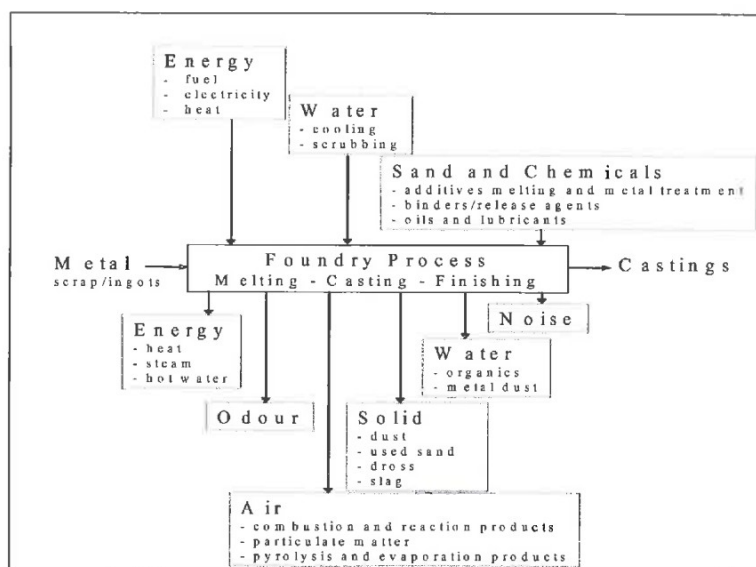 Energy
- fuel
- electricity
- heat
Water
- cooling
- scrubbing
Sand and Chemicals
- additives melting and metal treatment
- binders/release agents
- oils and lubricants
Metal
scrap/ingots
Foundry Process
Melting - Casting - Finishing
Castings
Energy
- heat
- steam
- hot water
Noise
Water
- organics
- metal dust
Odour
Solid
- dust
- used sand
- dross
- slag
Air
- combustion and reaction products
- particulate matter
- pyrolysis and evaporation products